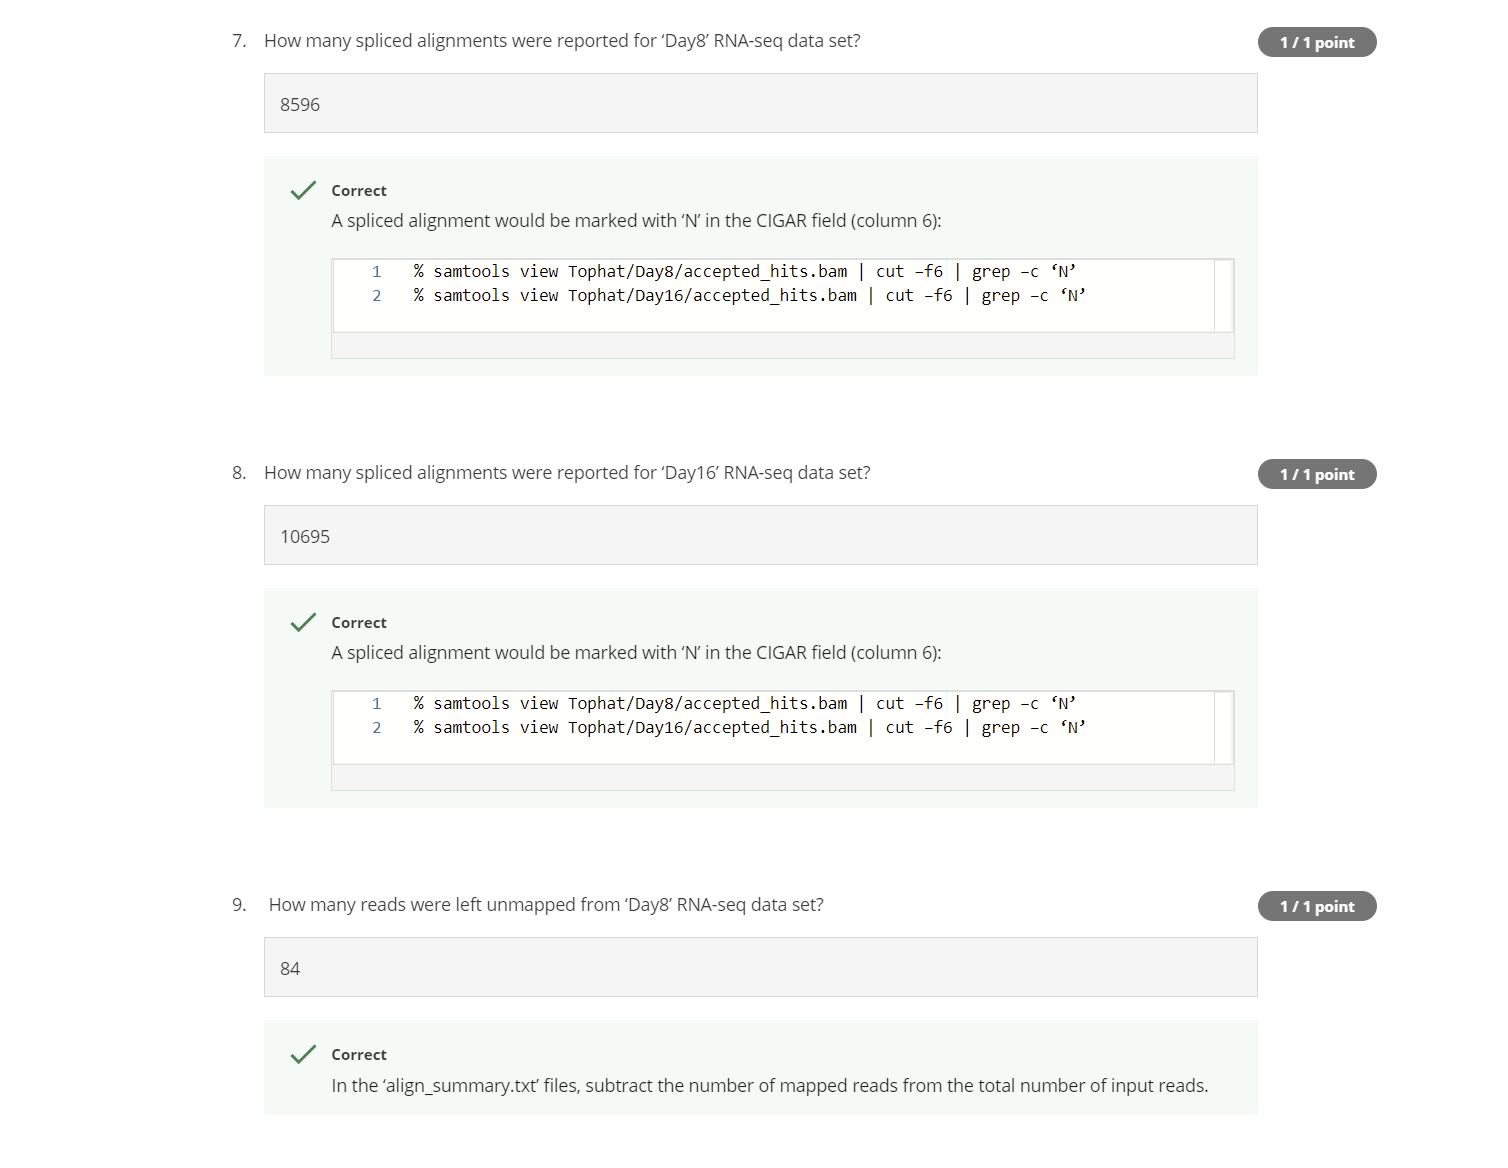 7. How many spliced alignments were reported for ‘Day8’ RNA-seq data set?
1 / 1 point
8596
Correct
A spliced alignment would be marked with ‘N’ in the CIGAR field (column 6):
1 % samtools view Tophat/Day8/accepted_hits.bam | cut –f6 | grep –c ‘N’
2 % samtools view Tophat/Day16/accepted_hits.bam | cut –f6 | grep –c ‘N’
8. How many spliced alignments were reported for ‘Day16’ RNA-seq data set?
1 / 1 point
10695
Correct
A spliced alignment would be marked with ‘N’ in the CIGAR field (column 6):
1 % samtools view Tophat/Day8/accepted_hits.bam | cut –f6 | grep –c ‘N’
2 % samtools view Tophat/Day16/accepted_hits.bam | cut –f6 | grep –c ‘N’
9. How many reads were left unmapped from ‘Day8’ RNA-seq data set?
1 / 1 point
84
Correct
In the ‘align_summary.txt’ files, subtract the number of mapped reads from the total number of input reads.